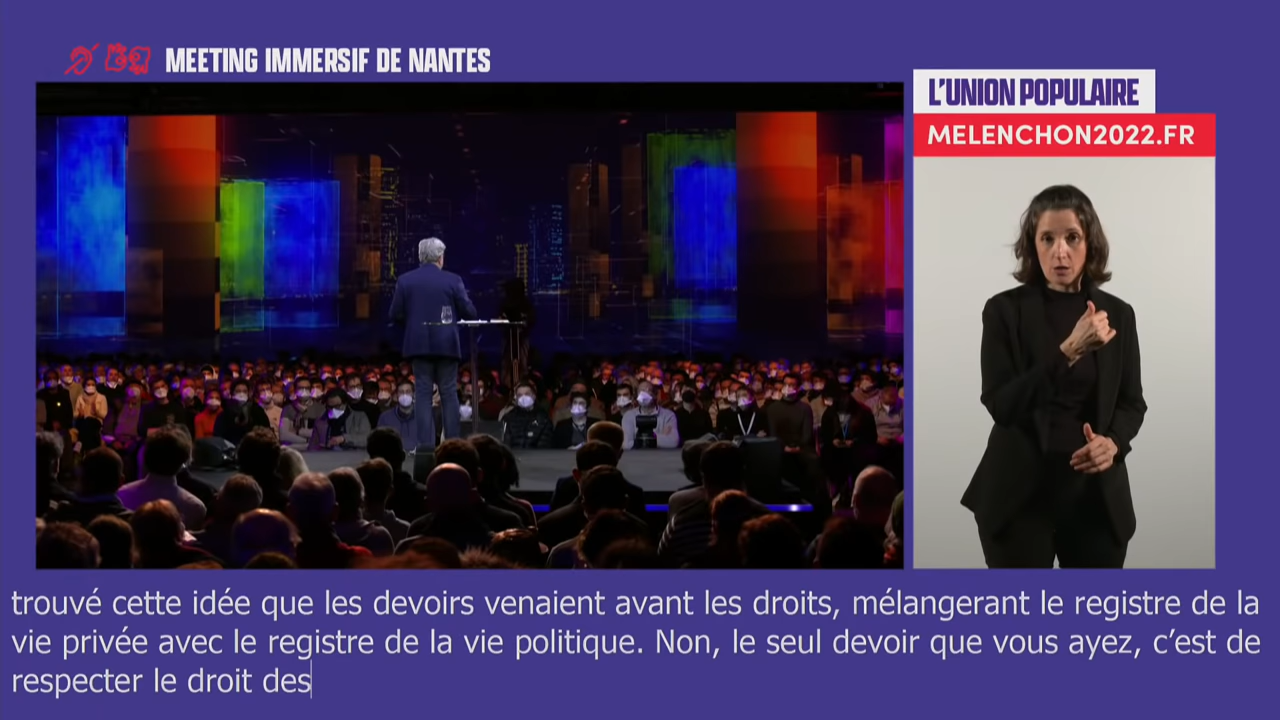 MEETING IMMERSIF DE NANTES
L'UNION POPULAIRE
MELENCHON2022.FR
trouvé cette idée que les devoirs venaient avant les droits, mélangerant le registre de la
vie privée avec le registre de la vie politique. Non, le seul devoir que vous ayez, c’est de
respecter le droit des